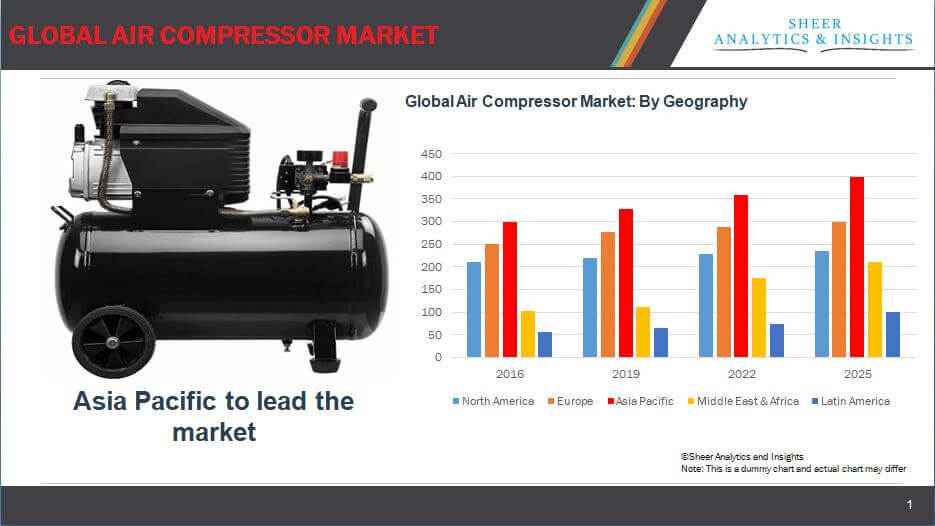 GLOBAL AIR COMPRESSOR MARKET
SHEER
ANALYTICS & INSIGHTS
Global Air Compressor Market: By Geography
450
400
350
300
250
200
150
100
50
0
2016 2019 2022 2025
North America Europe Asia Pacific Middle East & Africa Latin America
Asia Pacific to lead the
market
©Sheer Analytics and Insights
Note: This is a dummy chart and actual chart may differ
1